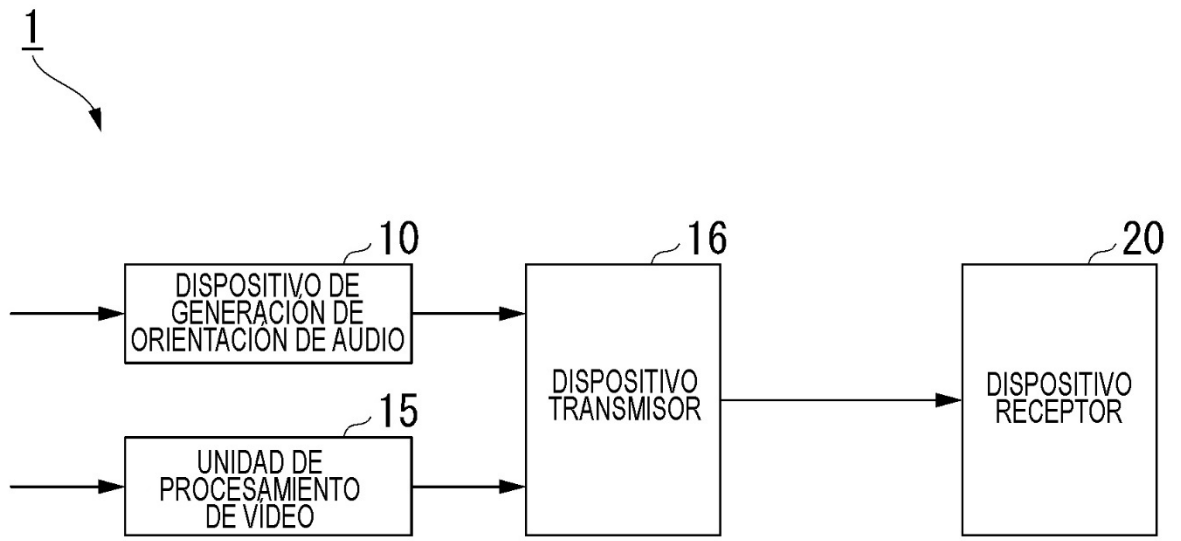 1
10
DISPOSITIVO DE
GENERACIÓN DE
ORIENTACIÓN DE AUDIO
16
DISPOSITIVO
TRANSMISOR
20
DISPOSITIVO
RECEPTOR
15
UNIDAD DE
PROCESAMIENTO
DE VÍDEO